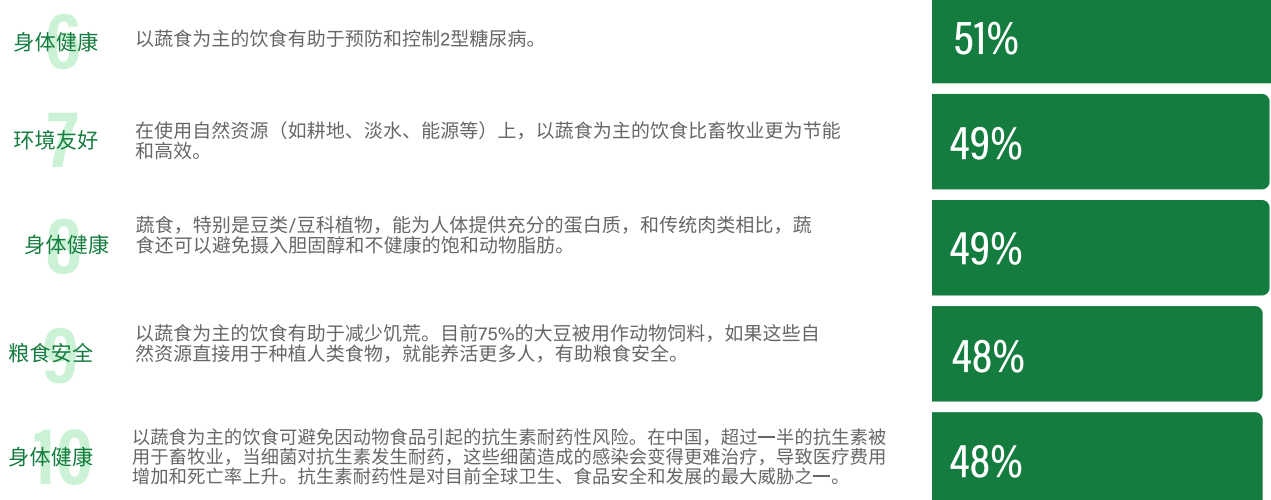 6
身体健康
以蔬食为主的饮食有助于预防和控制2型糖尿病。
51%
7
环境友好
在使用自然资源（如耕地、淡水、能源等）上，以蔬食为主的饮食比畜牧业更为节能
和高效。
49%
8
身体健康
蔬食，特别是豆类/豆科植物，能为人体提供充分的蛋白质，和传统肉类相比，蔬
食还可以避免摄入胆固醇和不健康的饱和动物脂肪。
49%
9
粮食安全
以蔬食为主的饮食有助于减少饥荒。目前75%的大豆被用作动物饲料，如果这些自
然资源直接用于种植人类食物，就能养活更多人，有助粮食安全。
48%
10
身体健康
以蔬食为主的饮食可避免因动物食品引起的抗生素耐药性风险。在中国，超过一半的抗生素被
用于畜牧业，当细菌对抗生素发生耐药，这些细菌造成的感染会变得更难治疗，导致医疗费用
增加和死亡率上升。抗生素耐药性是对目前全球卫生、食品安全和发展的最大威胁之一。
48%